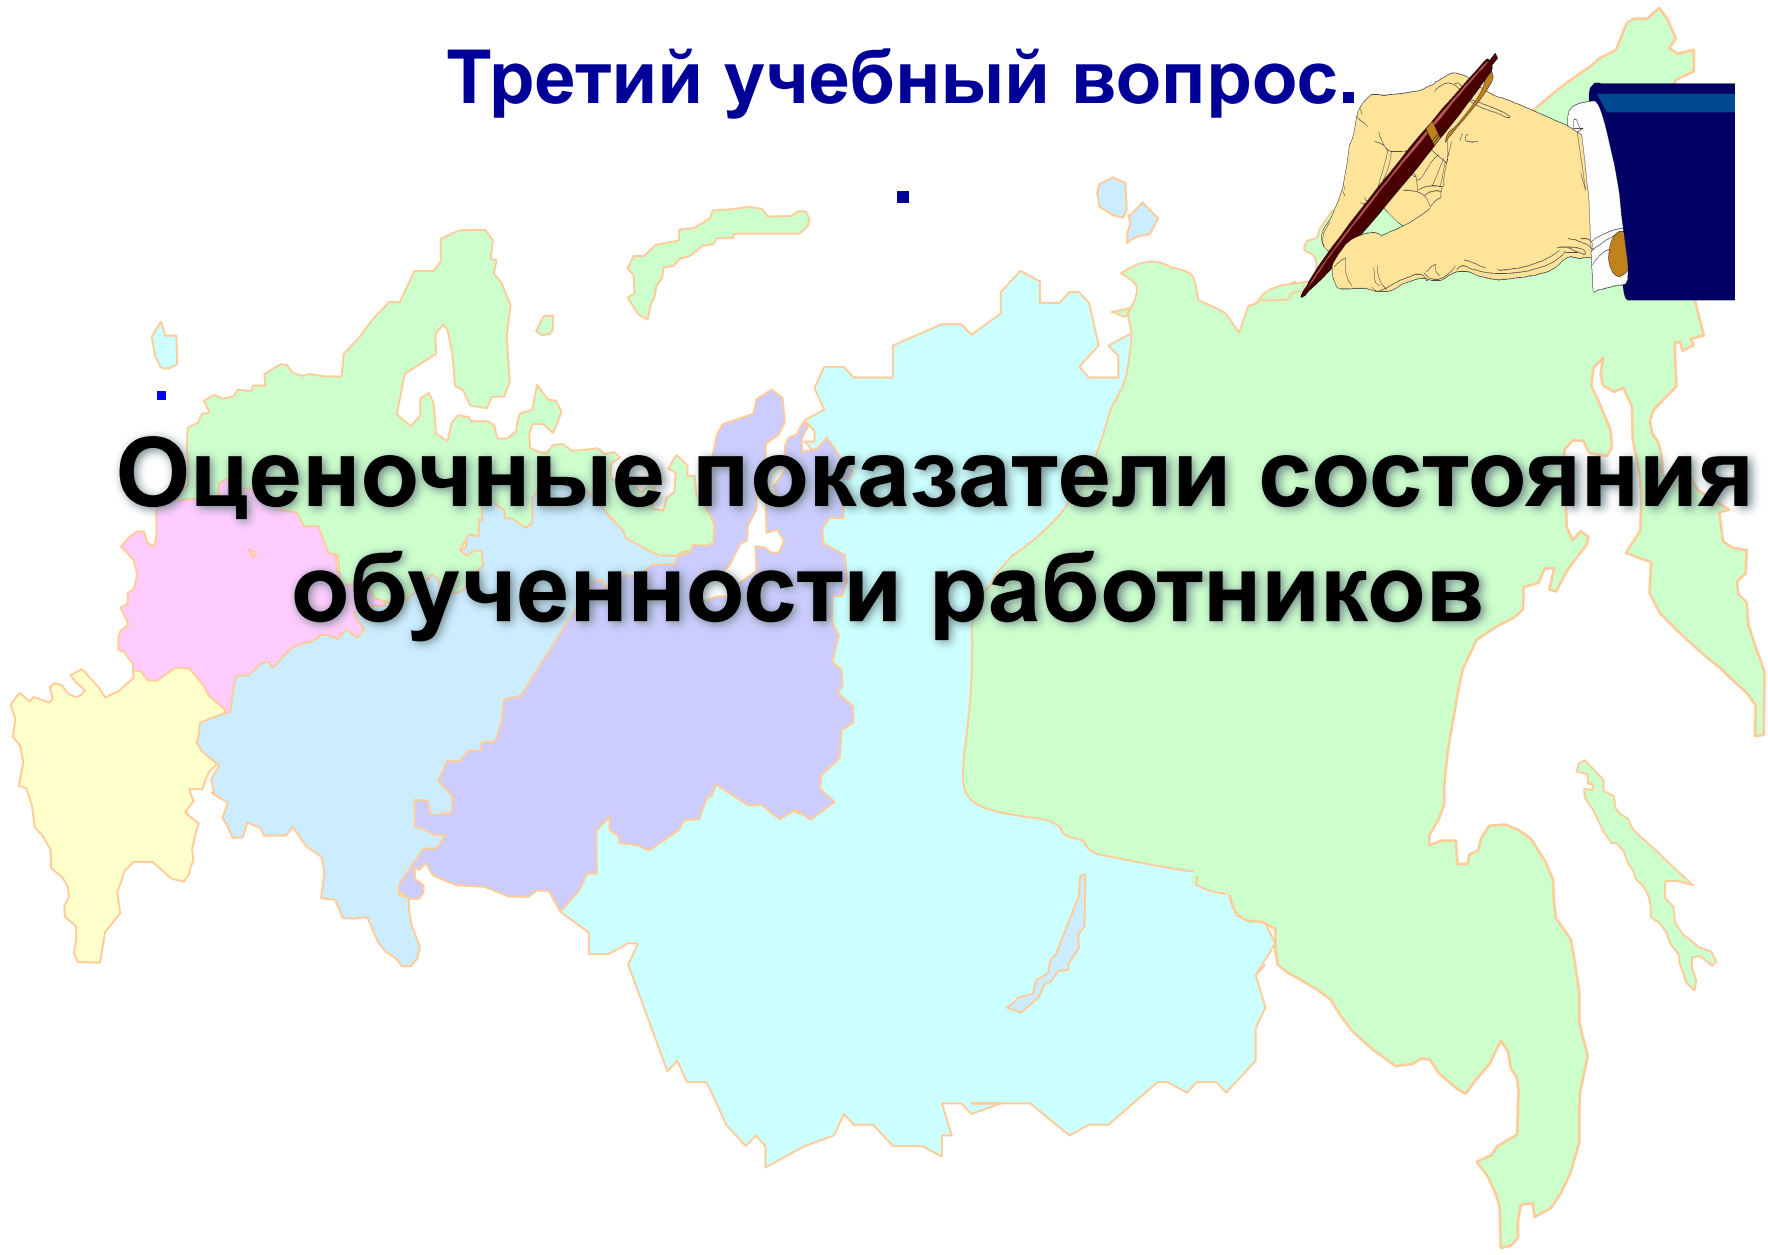 Третий учебный вопрос.
.
.
Оценочные показатели состояния
обученности работников